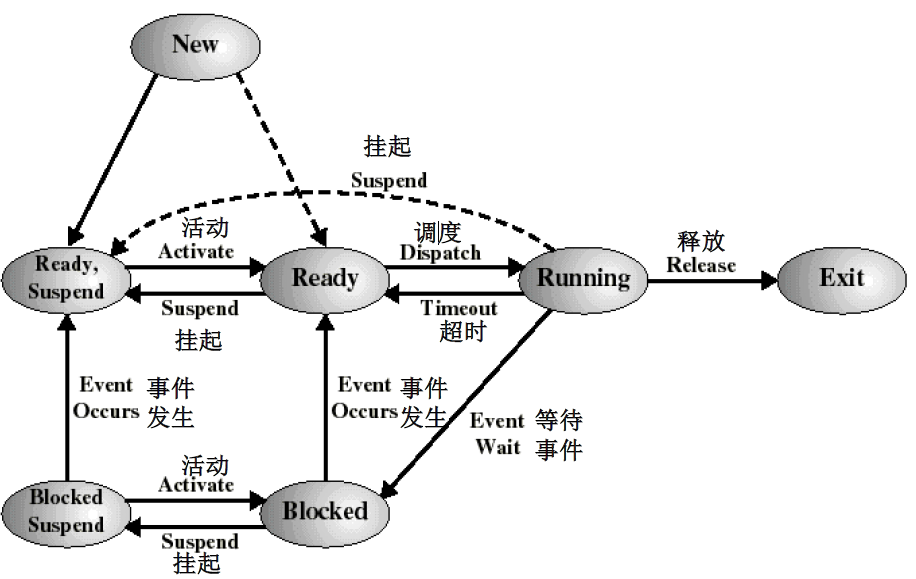 New
挂起
Suspend
活动
Activate
调度
Dispatch
释放
Release
Ready,
Suspend
Ready
Running
Exit
Suspend
挂起
Timeout
超时
Event 事件
Occurs 发生
Event 事件
Occurs 发生
Event 等待
Wait 事件
活动
Activate
Blocked
Suspend
Blocked
Suspend
挂起